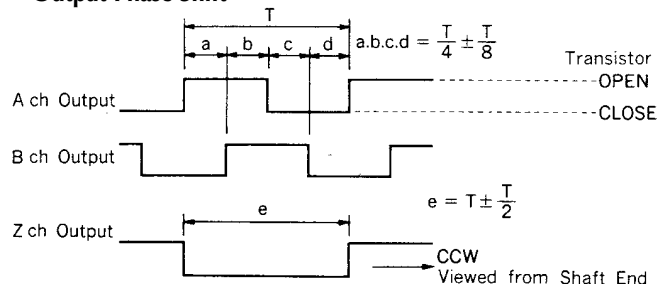 Output Phase Shift
T
a b c d
a.b.c.d = T/4 ± T/8
Transistor
OPEN
A ch Output
CLOSE
B ch Output
e = T ± T/2
e
Z ch Output
CCW
Viewed from Shaft End